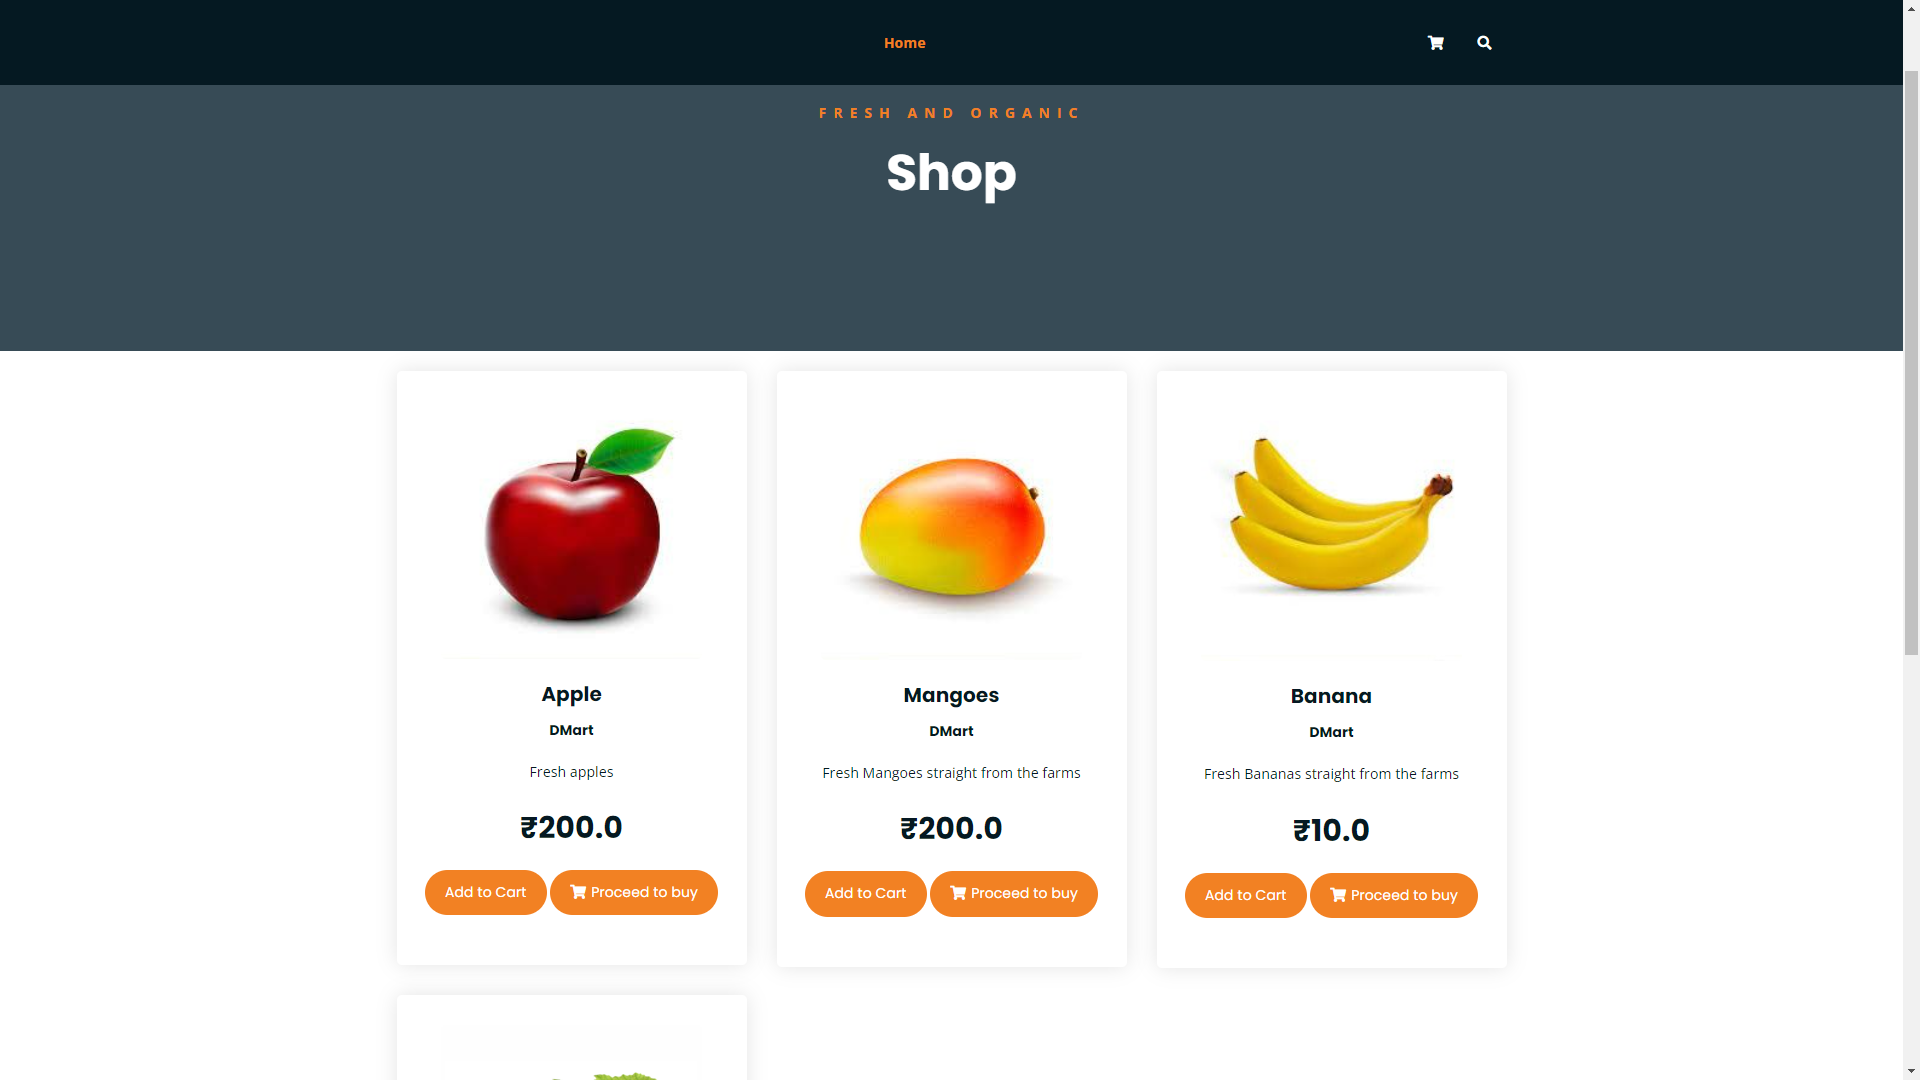 Home
FRESH AND ORGANIC
Shop
Apple
DMart
Fresh apples
₹200.0
Add to Cart
Proceed to buy
Mangoes
DMart
Fresh Mangoes straight from the farms
₹200.0
Add to Cart
Proceed to buy
Banana
DMart
Fresh Bananas straight from the farms
₹10.0
Add to Cart
Proceed to buy